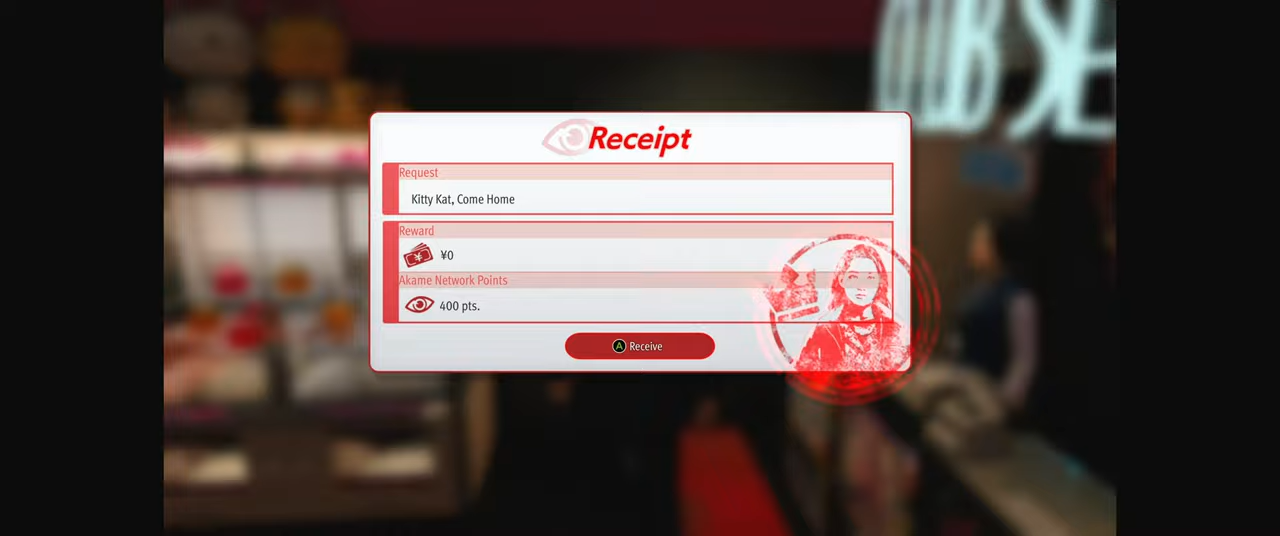 Receipt
Request
Kitty Kat, Come Home
Reward
¥0
Akame Network Points
400 pts.
A Receive